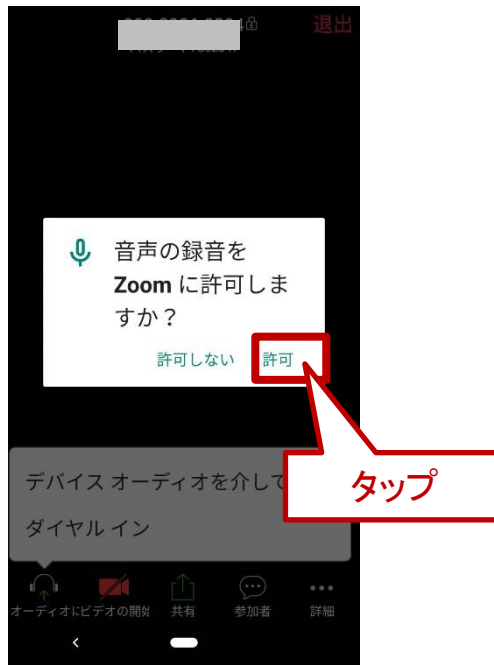 退出
音声の録音を
Zoom に許可しま
すか？
許可しない 許可
タップ
デバイス オーディオを介して
ダイヤル イン
オーディオに ビデオの開始 共有 参加者 詳細